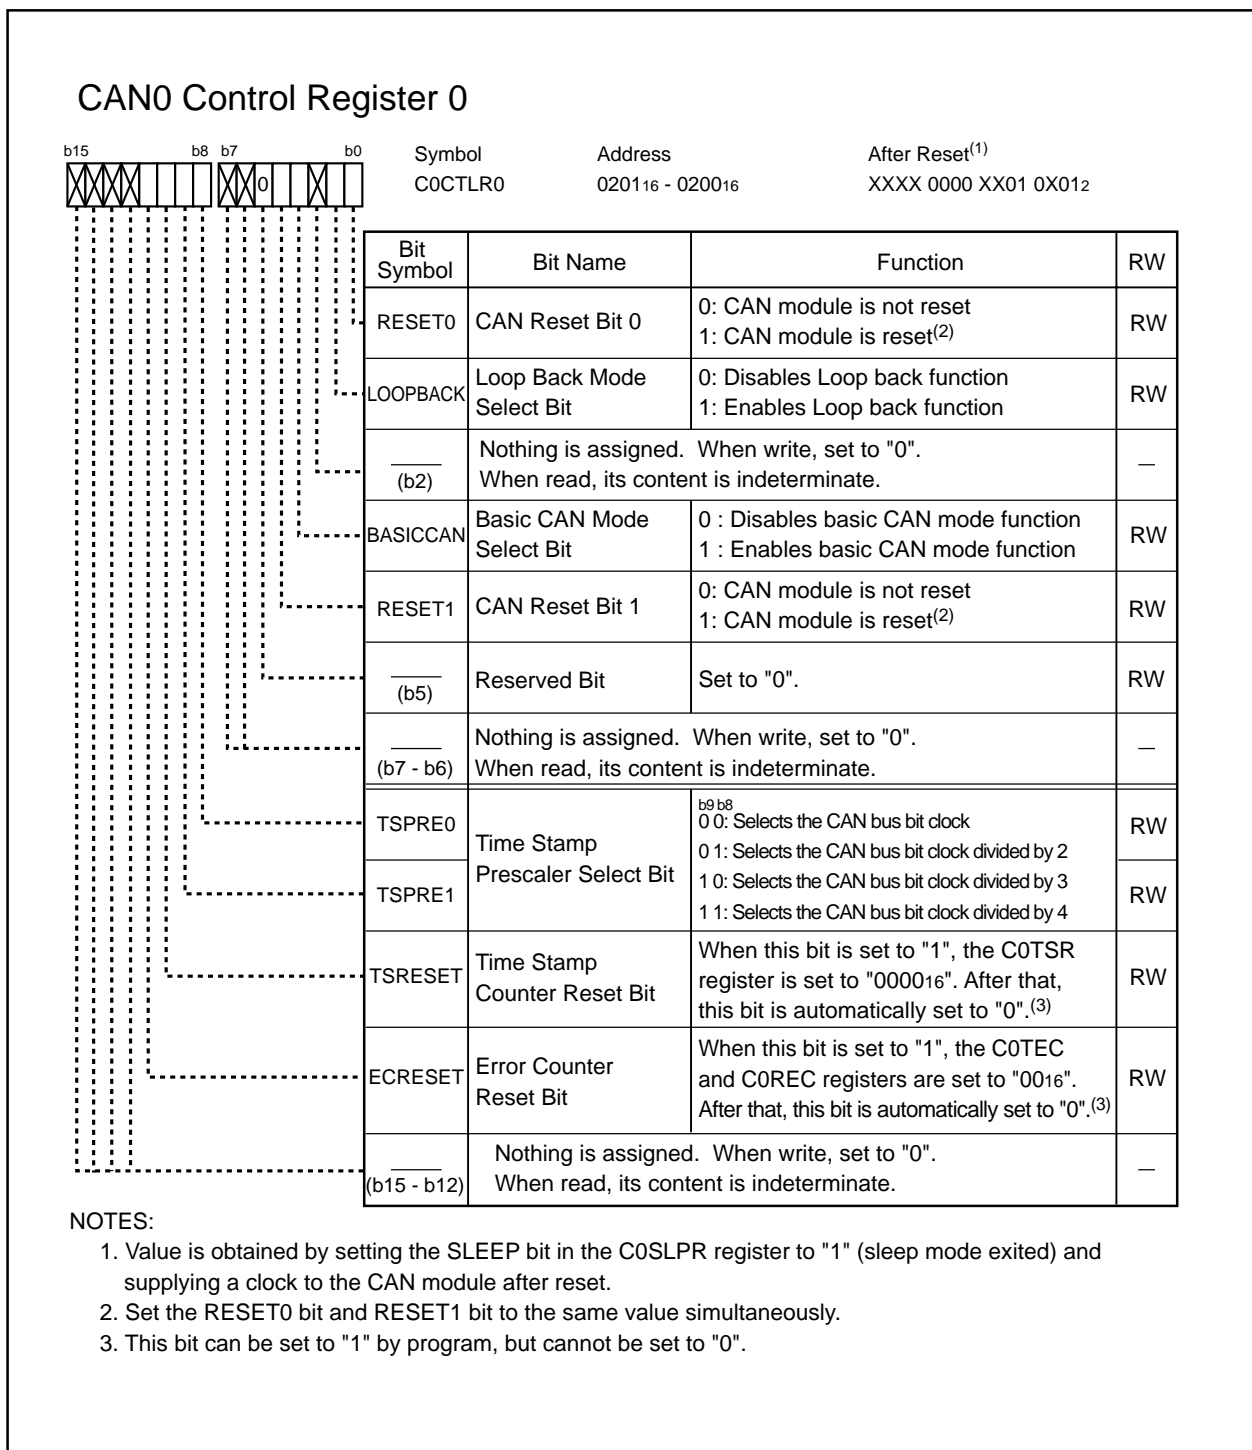 CAN0 Control Register 0
b15 b8 b7 b0 Symbol Address After Reset(1)
0 C0CTLR0 020116 - 020016 XXXX 0000 XX01 0X012
Bit Symbol Bit Name Function RW
RESET0 CAN Reset Bit 0 0: CAN module is not reset RW
1: CAN module is reset(2)
LOOPBACK Loop Back Mode Select Bit 0: Disables Loop back function RW
1: Enables Loop back function
(b2) Nothing is assigned. When write, set to "0". —
When read, its content is indeterminate.
BASICCAN Basic CAN Mode Select Bit 0 : Disables basic CAN mode function RW
1 : Enables basic CAN mode function
RESET1 CAN Reset Bit 1 0: CAN module is not reset RW
1: CAN module is reset(2)
(b5) Reserved Bit Set to "0". RW
(b7 - b6) Nothing is assigned. When write, set to "0". —
When read, its content is indeterminate.
b9 b8
TSPRE0 Time Stamp Prescaler Select Bit 0 0: Selects the CAN bus bit clock RW
0 1: Selects the CAN bus bit clock divided by 2
TSPRE1 1 0: Selects the CAN bus bit clock divided by 3 RW
1 1: Selects the CAN bus bit clock divided by 4
TSRESET Time Stamp Counter Reset Bit When this bit is set to "1", the C0TSR RW
register is set to "000016". After that,
this bit is automatically set to "0".(3)
ECRESET Error Counter Reset Bit When this bit is set to "1", the C0TEC RW
and C0REC registers are set to "0016".
After that, this bit is automatically set to "0".(3)
(b15 - b12) Nothing is assigned. When write, set to "0". —
When read, its content is indeterminate.
NOTES:
1. Value is obtained by setting the SLEEP bit in the C0SLPR register to "1" (sleep mode exited) and
supplying a clock to the CAN module after reset.
2. Set the RESET0 bit and RESET1 bit to the same value simultaneously.
3. This bit can be set to "1" by program, but cannot be set to "0".